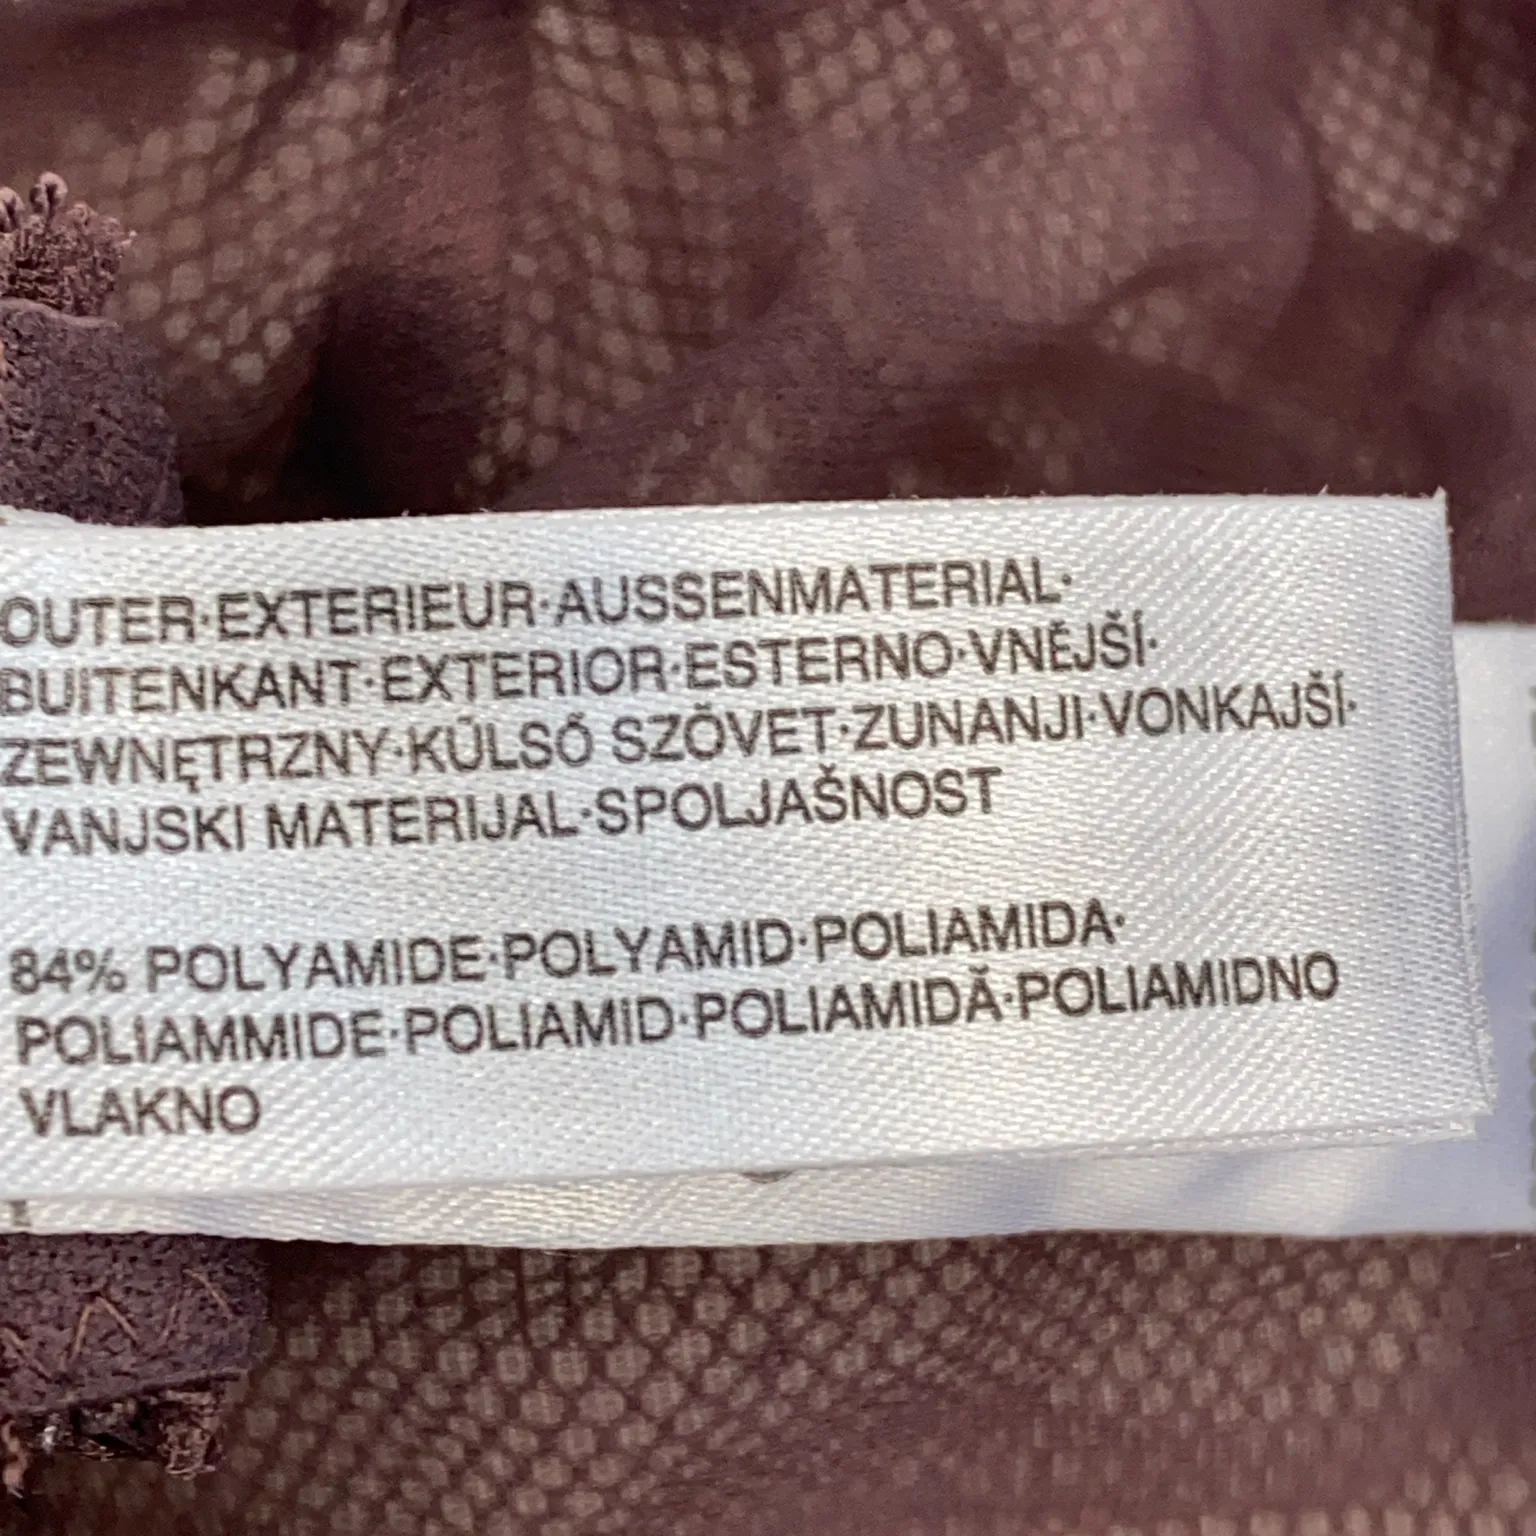 OUTER·EXTERIEUR·AUSSENMATERIAL·
BUITENKANT·EXTERIOR·ESTERNO·VNĚJŠÍ·
ZEWNĘTRZNY·KÜLSŐ SZÖVET·ZUNANJI·VONKAJŠÍ·
VANJSKI MATERIJAL·SPOLJAŠNOST
84% POLYAMIDE·POLYAMID·POLIAMIDA·
POLIAMMIDE·POLIAMID·POLIAMIDĂ·POLIAMIDNO
VLAKNO